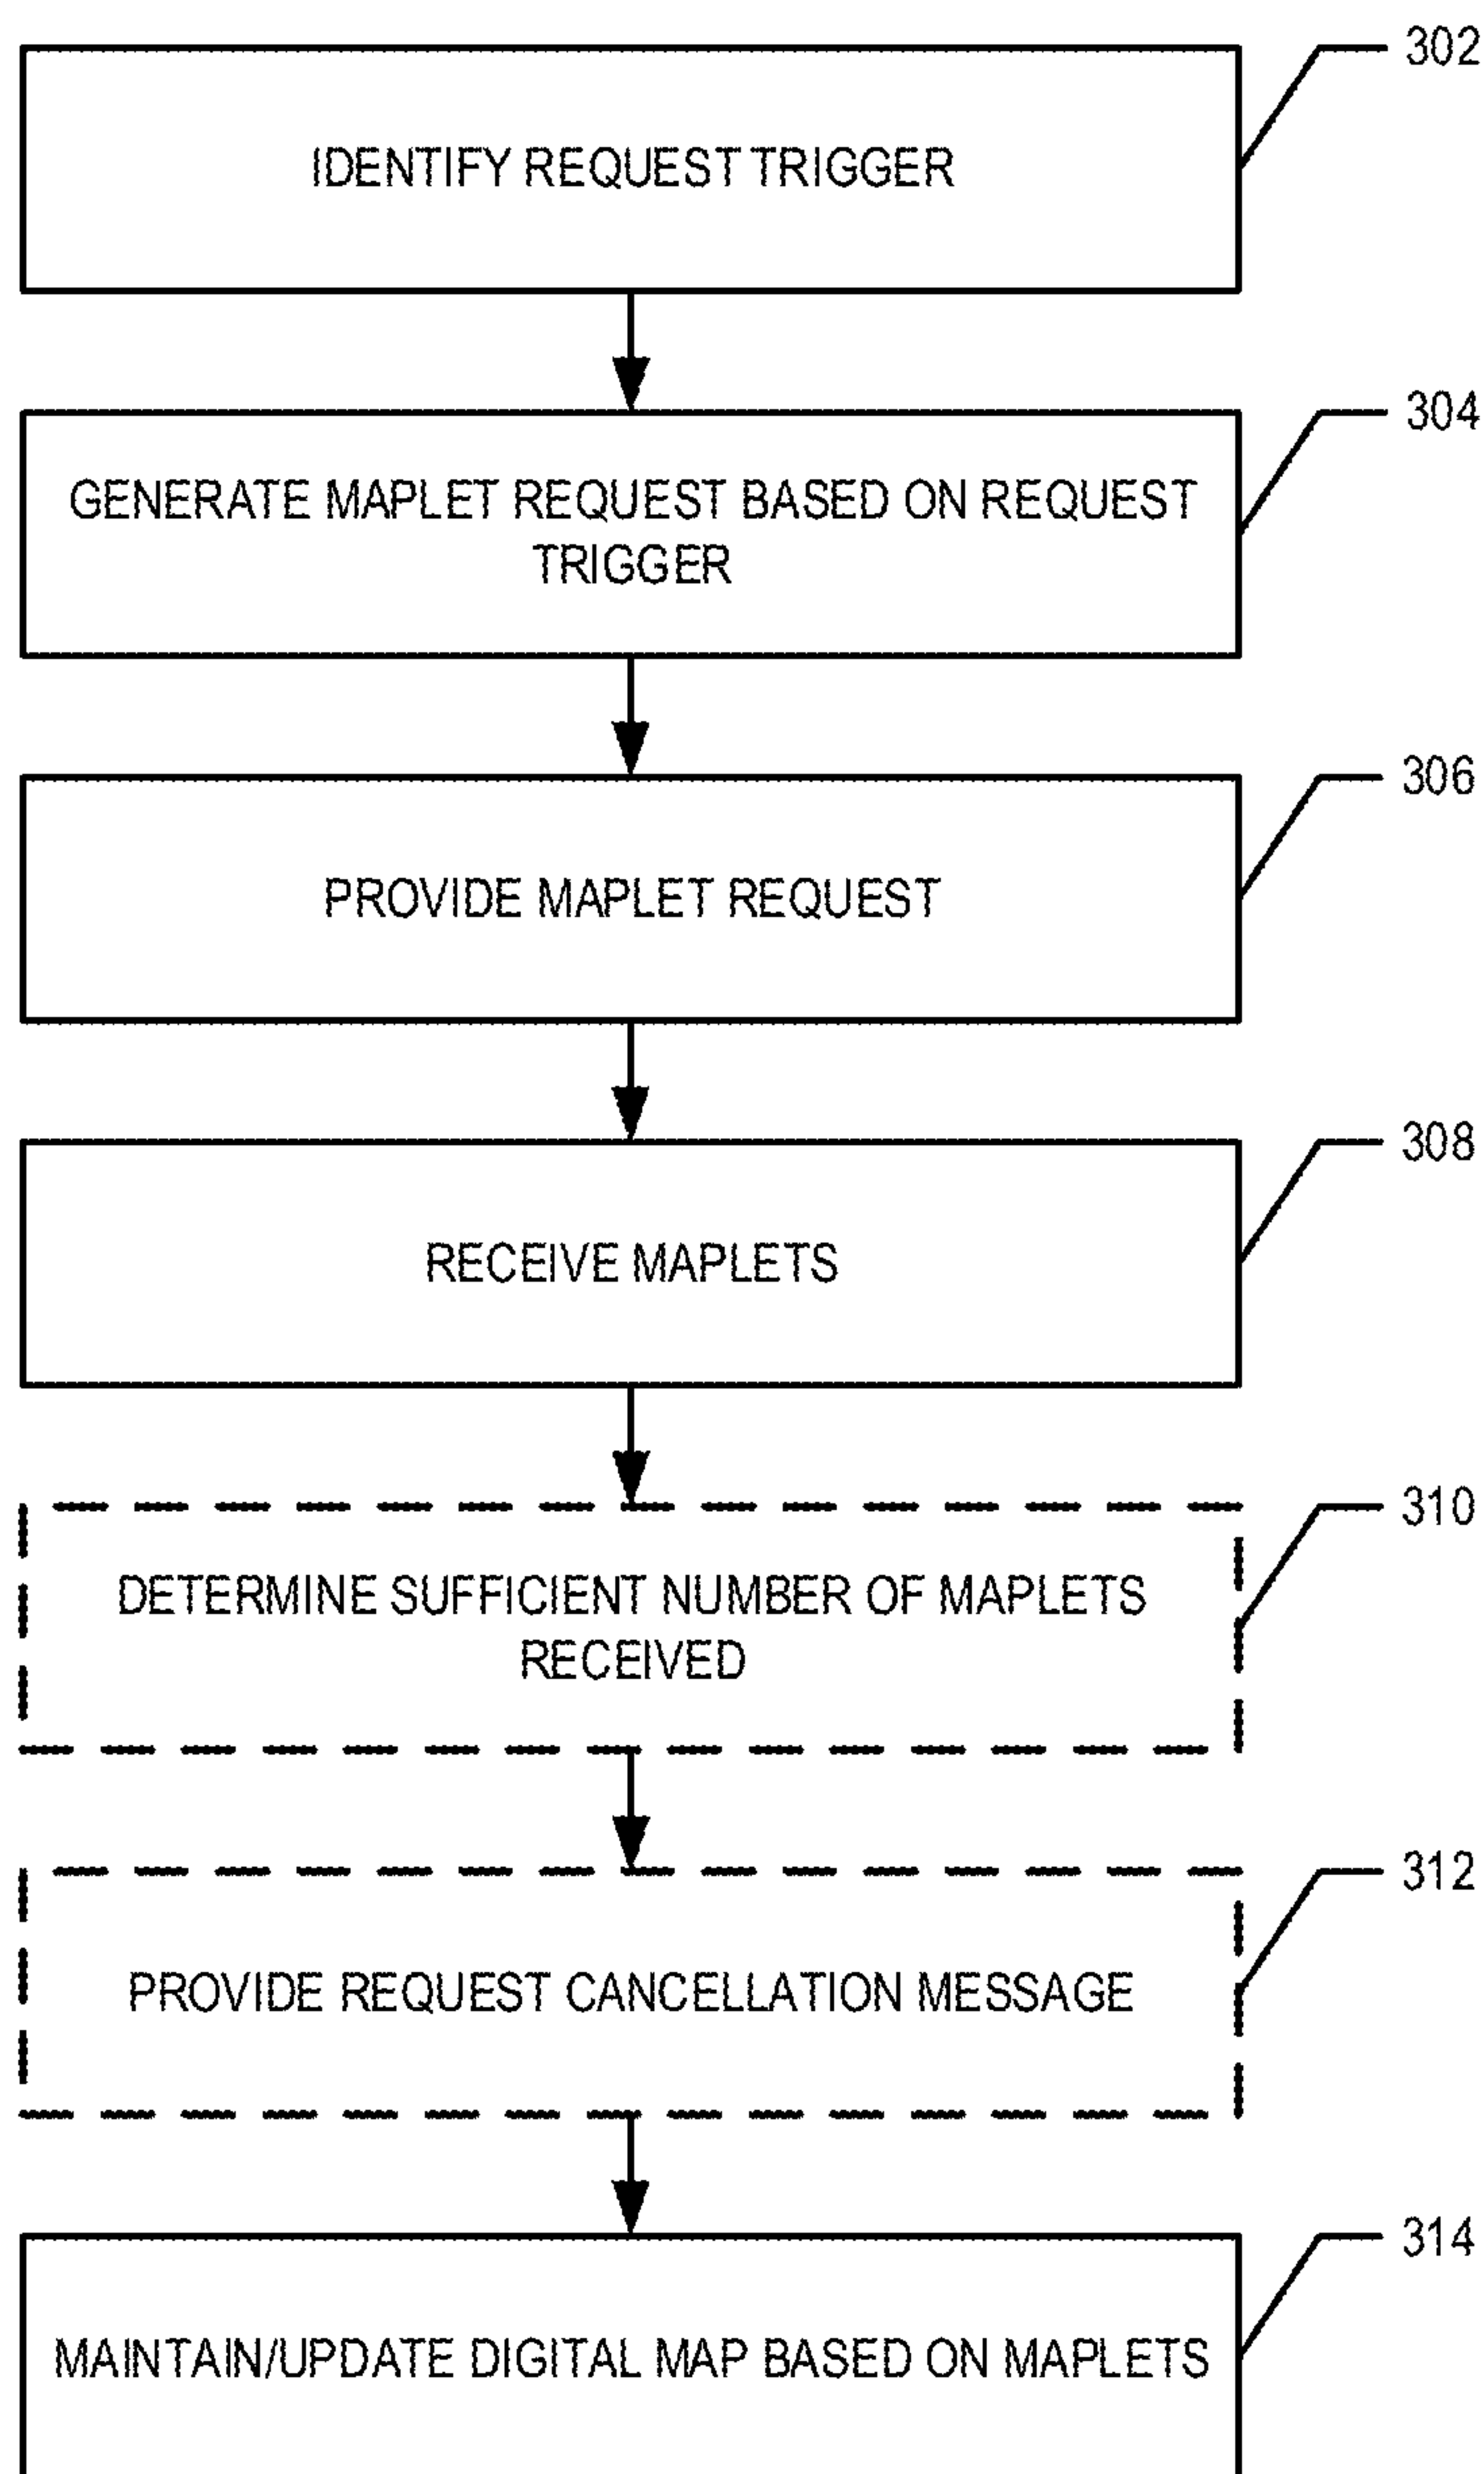 302
IDENTIFY REQUEST TRIGGER
304
GENERATE MAPLET REQUEST BASED ON REQUEST
TRIGGER
306
PROVIDE MAPLET REQUEST
308
RECEIVE MAPLETS
310
DETERMINE SUFFICIENT NUMBER OF MAPLETS
RECEIVED
312
PROVIDE REQUEST CANCELLATION MESSAGE
314
MAINTAIN/UPDATE DIGITAL MAP BASED ON MAPLETS